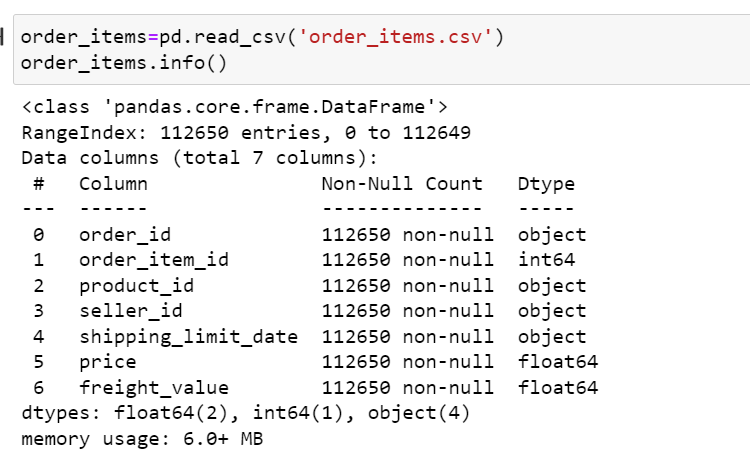 order_items=pd.read_csv('order_items.csv')
order_items.info()
<class 'pandas.core.frame.DataFrame'>
RangeIndex: 112650 entries, 0 to 112649
Data columns (total 7 columns):
 #   Column               Non-Null Count   Dtype
---  ------               --------------   -----
 0   order_id             112650 non-null  object
 1   order_item_id        112650 non-null  int64
 2   product_id           112650 non-null  object
 3   seller_id            112650 non-null  object
 4   shipping_limit_date  112650 non-null  object
 5   price                112650 non-null  float64
 6   freight_value        112650 non-null  float64
dtypes: float64(2), int64(1), object(4)
memory usage: 6.0+ MB